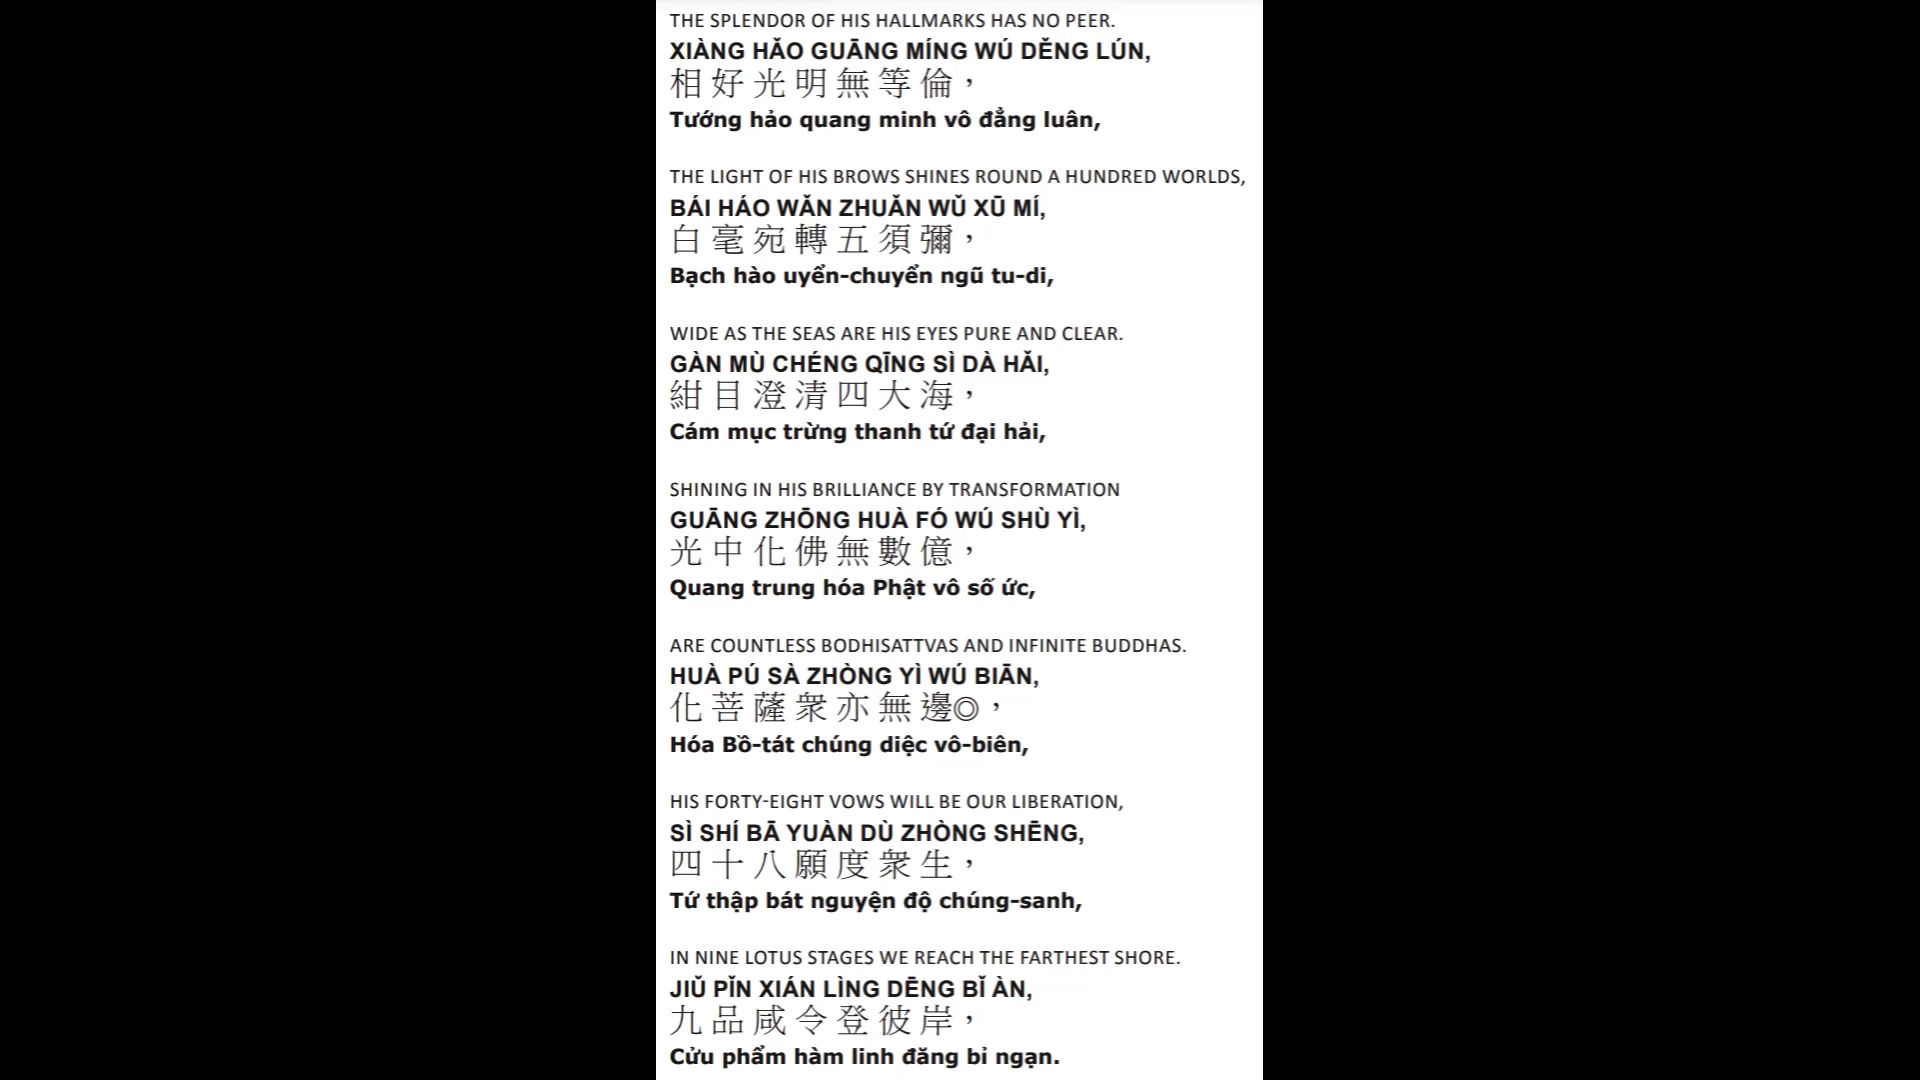 THE SPLENDOR OF HIS HALLMARKS HAS NO PEER.
XIÀNG HǍO GUĀNG MÍNG WÚ DĚNG LÚN,
相好光明無等倫，
Tướng hảo quang minh vô đẳng luân,
THE LIGHT OF HIS BROWS SHINES ROUND A HUNDRED WORLDS,
BÁI HÁO WǍN ZHUǍN WǓ XŪ MÍ,
白毫宛轉五須彌，
Bạch hào uyển-chuyển ngũ tu-di,
WIDE AS THE SEAS ARE HIS EYES PURE AND CLEAR.
GÀN MÙ CHÉNG QĪNG SÌ DÀ HǍI,
紺目澄清四大海，
Cám mục trừng thanh tứ đại hải,
SHINING IN HIS BRILLIANCE BY TRANSFORMATION
GUĀNG ZHŌNG HUÀ FÓ WÚ SHÙ YÌ,
光中化佛無數億，
Quang trung hóa Phật vô số ức,
ARE COUNTLESS BODHISATTVAS AND INFINITE BUDDHAS.
HUÀ PÚ SÀ ZHÒNG YÌ WÚ BIĀN,
化菩薩眾亦無邊◎，
Hóa Bồ-tát chúng diệc vô-biên,
HIS FORTY-EIGHT VOWS WILL BE OUR LIBERATION,
SÌ SHÍ BĀ YUÀN DÙ ZHÒNG SHĒNG,
四十八願度眾生，
Tứ thập bát nguyện độ chúng-sanh,
IN NINE LOTUS STAGES WE REACH THE FARTHEST SHORE.
JIǓ PǏN XIÁN LÌNG DĒNG BǏ ÀN,
九品咸令登彼岸，
Cửu phẩm hàm linh đăng bỉ ngạn.